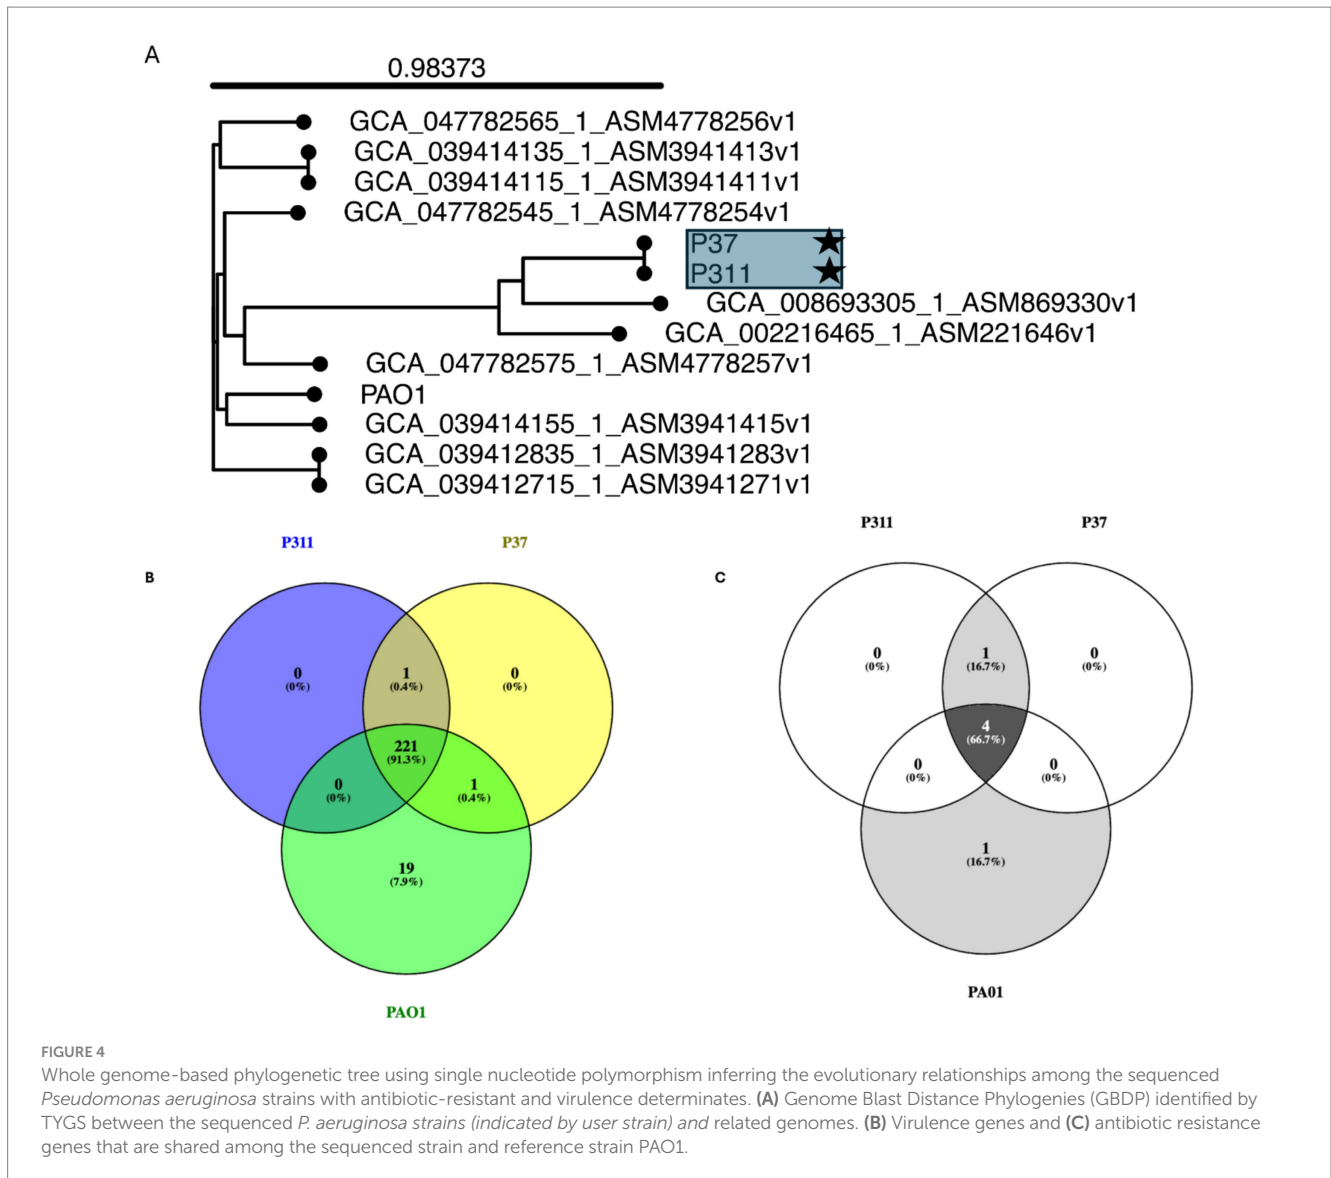 A
0.98373
GCA_047782565_1_ASM4778256v1
GCA_039414135_1_ASM3941413v1
GCA_039414115_1_ASM3941411v1
GCA_047782545_1_ASM4778254v1
P37
P311
GCA_008693305_1_ASM869330v1
GCA_002216465_1_ASM221646v1
GCA_047782575_1_ASM4778257v1
PAO1
GCA_039414155_1_ASM3941415v1
GCA_039412835_1_ASM3941283v1
GCA_039412715_1_ASM3941271v1
B
P311
P37
0
(0%)
1
(0.4%)
0
(0%)
221
(91.3%)
0
(0%)
1
(0.4%)
19
(7.9%)
PAO1
C
P311
P37
0
(0%)
1
(16.7%)
0
(0%)
4
(66.7%)
0
(0%)
0
(0%)
1
(16.7%)
PA01
FIGURE 4
Whole genome-based phylogenetic tree using single nucleotide polymorphism inferring the evolutionary relationships among the sequenced
Pseudomonas aeruginosa strains with antibiotic-resistant and virulence determinates. (A) Genome Blast Distance Phylogenies (GBDP) identified by
TYGS between the sequenced P. aeruginosa strains (indicated by user strain) and related genomes. (B) Virulence genes and (C) antibiotic resistance
genes that are shared among the sequenced strain and reference strain PAO1.